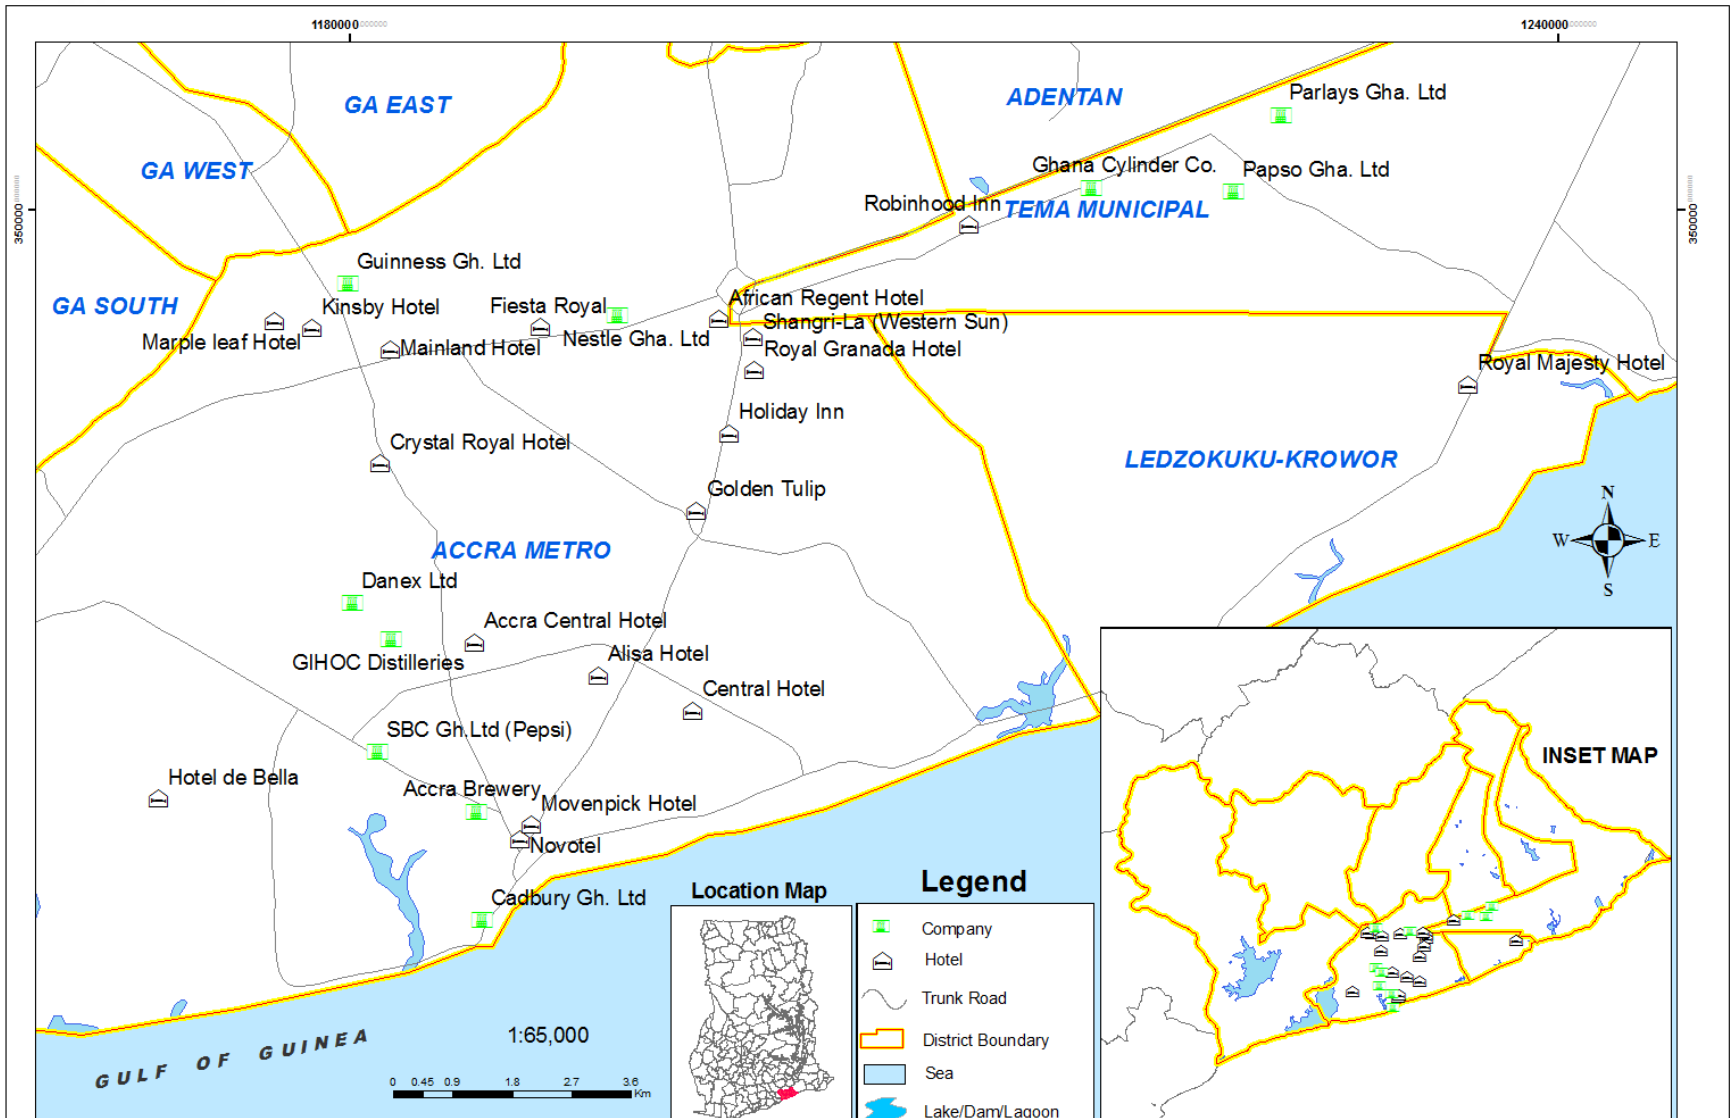 1180000
1240000
350000
350000
GA EAST
ADENTAN
Parlays Gha. Ltd
GA WEST
Ghana Cylinder Co.
Papso Gha. Ltd
Robinhood Inn
TEMA MUNICIPAL
Guinness Gh. Ltd
GA SOUTH
Kinsby Hotel
Fiesta Royal
African Regent Hotel
Marple leaf Hotel
Mainland Hotel
Nestle Gha. Ltd
Shangri-La (Western Sun)
Royal Granada Hotel
Royal Majesty Hotel
Holiday Inn
Crystal Royal Hotel
LEDZOKUKU-KROWOR
Golden Tulip
N
W
E
S
ACCRA METRO
Danex Ltd
Accra Central Hotel
GIHOC Distilleries
Alisa Hotel
Central Hotel
SBC Gh.Ltd (Pepsi)
INSET MAP
Hotel de Bella
Accra Brewery
Movenpick Hotel
Novotel
Cadbury Gh. Ltd
Location Map
Legend
Company
Hotel
Trunk Road
District Boundary
Sea
Lake/Dam/Lagoon
GULF OF GUINEA
1:65,000
0 0.45 0.9 1.8 2.7 3.6
Km